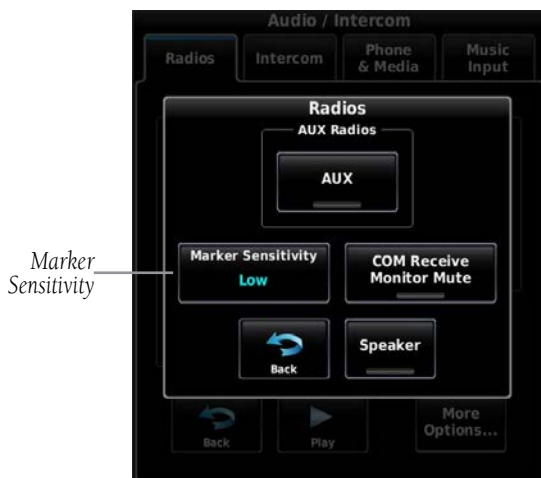 Audio / Intercom
Radios
Intercom
Phone
& Media
Music
Input
Radios
AUX Radios
AUX
Marker Sensitivity
Low
COM Receive
Monitor Mute
Back
Speaker
Back
Play
More
Options...
Marker
Sensitivity